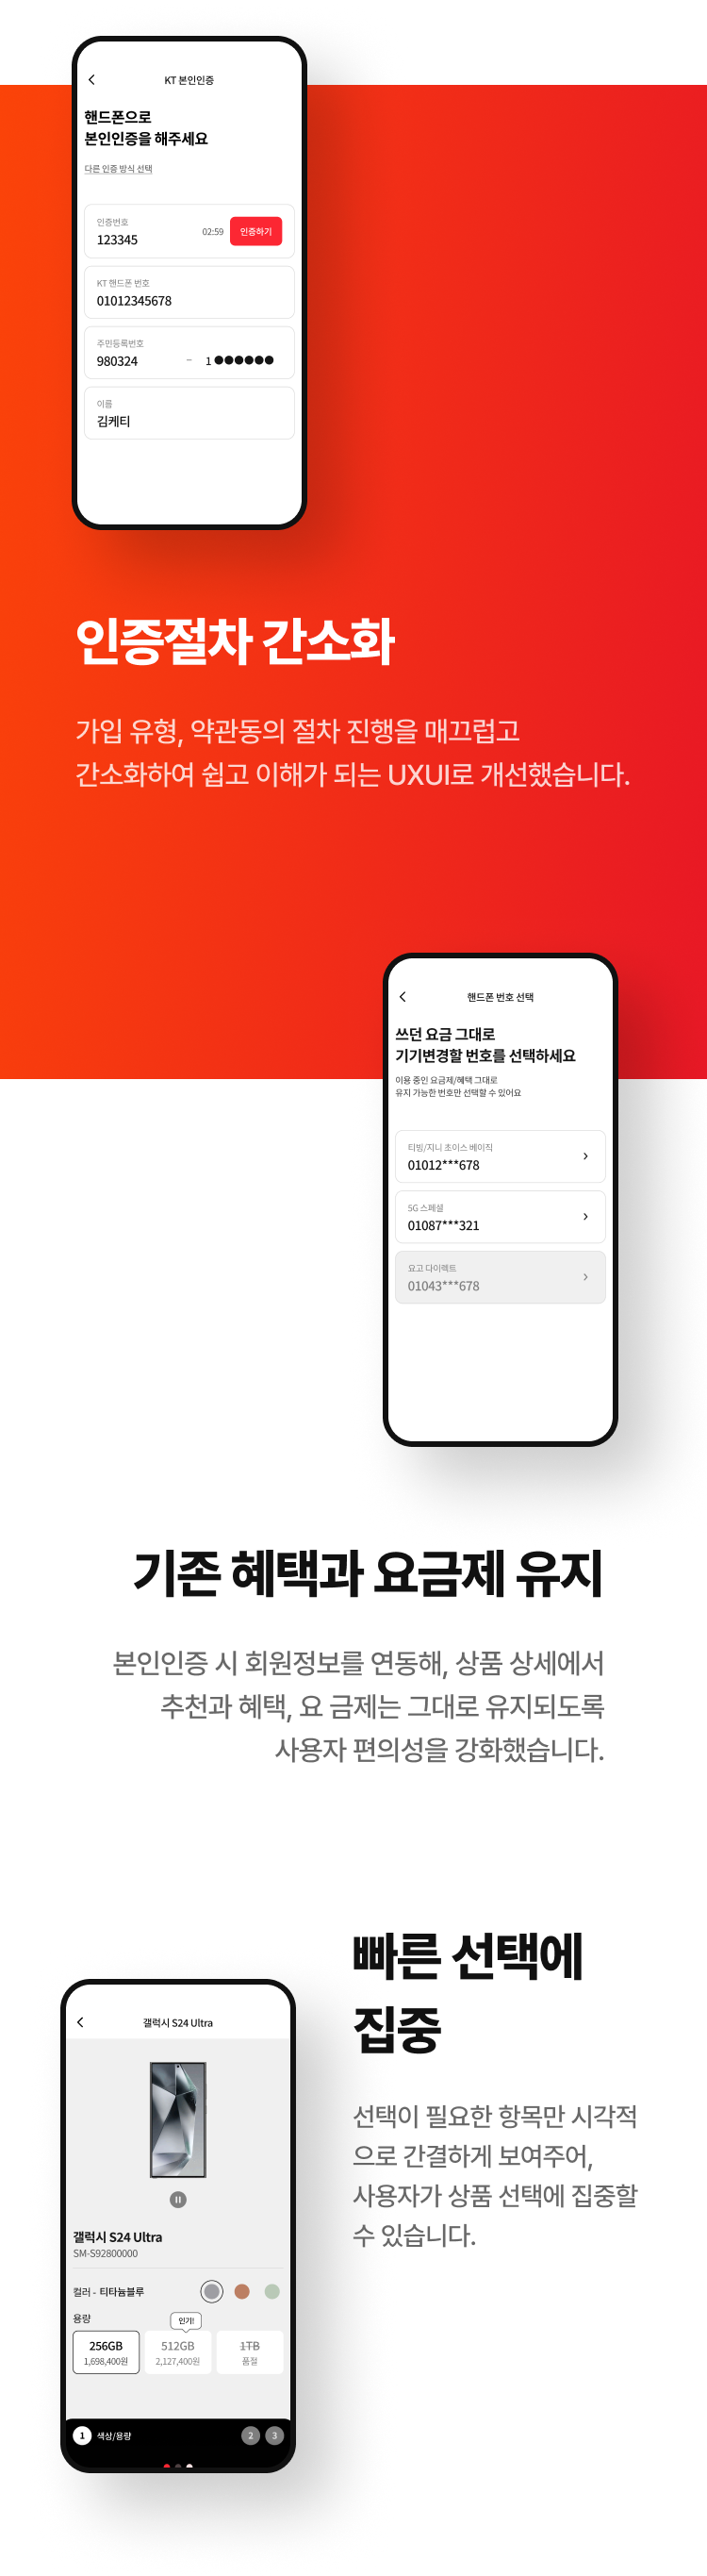 KT 본인인증
핸드폰으로
본인인증을 해주세요
다른 인증 방식 선택
인증번호
123345
02:59
인증하기
KT 핸드폰 번호
01012345678
주민등록번호
980324 – 1●●●●●●
이름
김케티
인증절차 간소화
가입 유형, 약관동의 절차 진행을 매끄럽고
간소화하여 쉽고 이해가 되는 UXUI로 개선했습니다.
핸드폰 번호 선택
쓰던 요금 그대로
기기변경할 번호를 선택하세요
이용 중인 요금제/혜택 그대로
유지 가능한 번호만 선택할 수 있어요
티빙/지니 초이스 베이직
01012***678
5G 스페셜
01087***321
요고 다이렉트
01043***678
기존 혜택과 요금제 유지
본인인증 시 회원정보를 연동해, 상품 상세에서
추천과 혜택, 요 금제는 그대로 유지되도록
사용자 편의성을 강화했습니다.
빠른 선택에
집중
선택이 필요한 항목만 시각적
으로 간결하게 보여주어,
사용자가 상품 선택에 집중할
수 있습니다.
갤럭시 S24 Ultra
갤럭시 S24 Ultra
SM-S92800000
컬러 - 티타늄블루
용량
인기!
256GB
1,698,400원
512GB
2,127,400원
1TB
품절
1 색상/용량 2 3